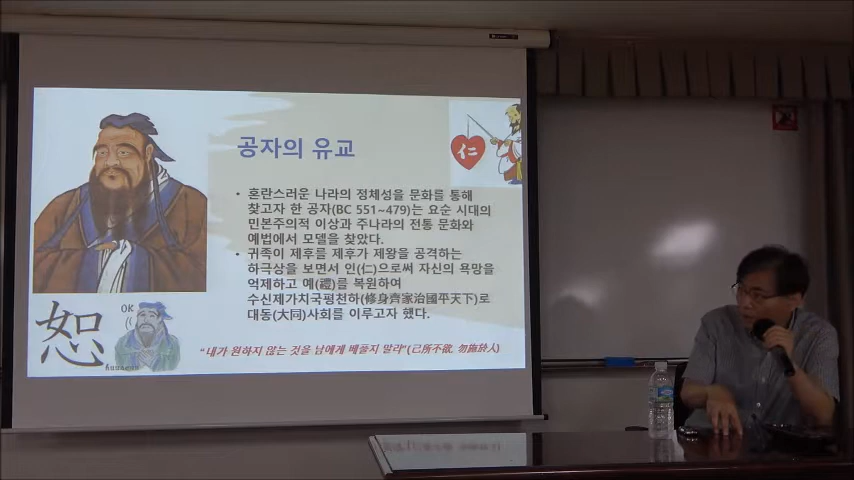 공자의 유교
仁
• 혼란스러운 나라의 정체성을 문화를 통해
찾고자 한 공자(BC 551~479)는 요순 시대의
민본주의적 이상과 주나라의 전통 문화와
예법에서 모델을 찾았다.
• 귀족이 제후를 제후가 제왕을 공격하는
하극상을 보면서 인(仁)으로써 자신의 욕망을
억제하고 예(禮)를 복원하여
수신제가치국평천하(修身齊家治國平天下)로
대동(大同)사회를 이루고자 했다.
恕
OK
"내가 원하지 않는 것을 남에게 베풀지 말라"(己所不欲, 勿施於人)